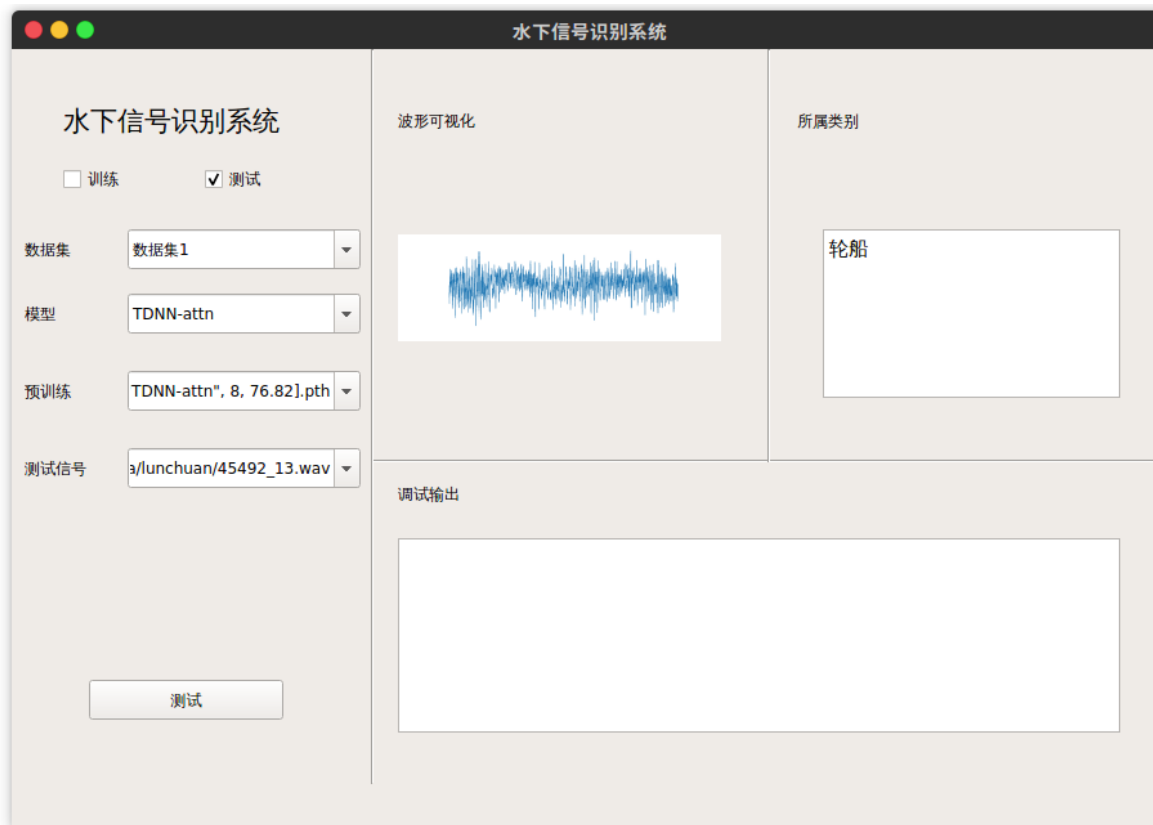 水下信号识别系统
水下信号识别系统
训练 测试
数据集 数据集1
模型 TDNN-attn
预训练 TDNN-attn", 8, 76.82].pth
测试信号 a/lunchuan/45492_13.wav
测试
波形可视化
所属类别
轮船
调试输出